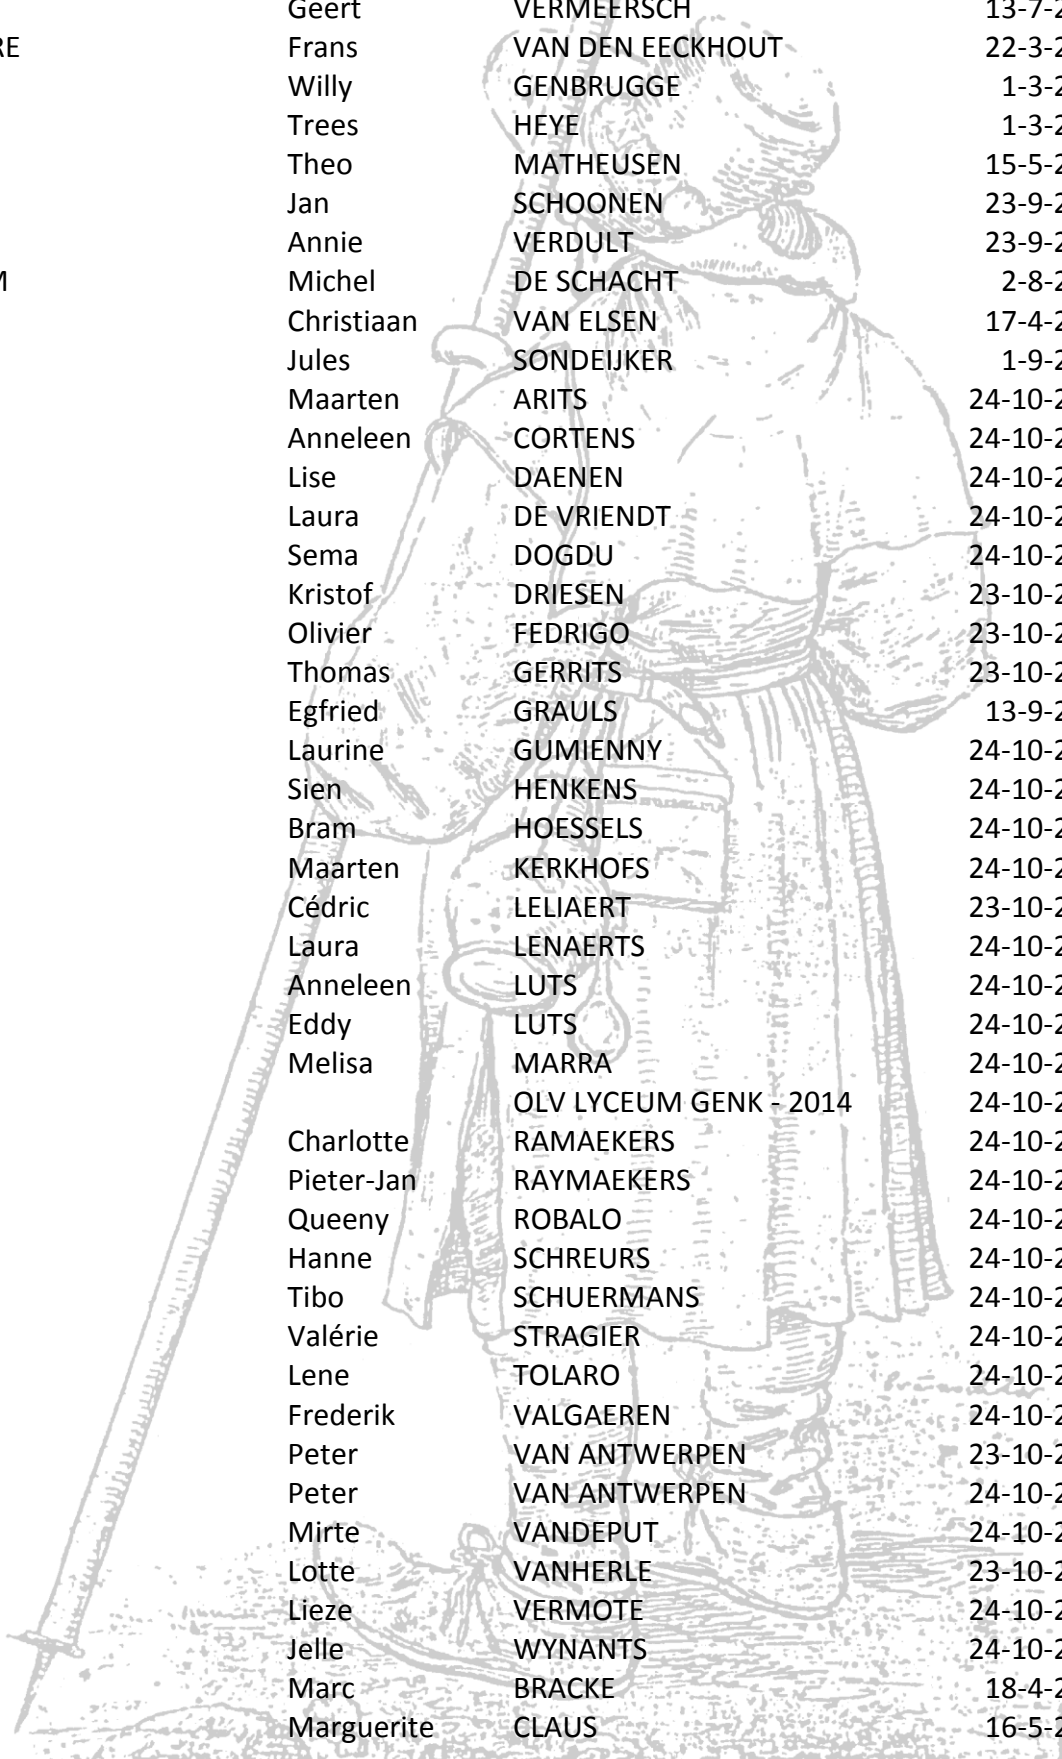 Geert VERMEERSCH 13-7-2
RE Frans VAN DEN EECKHOUT 22-3-2
Willy GENBRUGGE 1-3-2
Trees HEYE 1-3-2
Theo MATHEUSEN 15-5-2
Jan SCHOONEN 23-9-2
Annie VERDULT 23-9-2
M Michel DE SCHACHT 2-8-2
Christiaan VAN ELSEN 17-4-2
Jules SONDEIJKER 1-9-2
Maarten ARITS 24-10-2
Anneleen CORTENS 24-10-2
Lise DAENEN 24-10-2
Laura DE VRIENDT 24-10-2
Sema DOGDU 24-10-2
Kristof DRIESEN 23-10-2
Olivier FEDRIGO 23-10-2
Thomas GERRITS 23-10-2
Egfried GRAULS 13-9-2
Laurine GUMIENNY 24-10-2
Sien HENKENS 24-10-2
Bram HOESSELS 24-10-2
Maarten KERKHOFS 24-10-2
Cédric LELIAERT 23-10-2
Laura LENAERTS 24-10-2
Anneleen LUTS 24-10-2
Eddy LUTS 24-10-2
Melisa MARRA 24-10-2
OLV LYCEUM GENK - 2014 24-10-2
Charlotte RAMAEKERS 24-10-2
Pieter-Jan RAYMAEKERS 24-10-2
Queeny ROBALO 24-10-2
Hanne SCHREURS 24-10-2
Tibo SCHUERMANS 24-10-2
Valérie STRAGIER 24-10-2
Lene TOLARO 24-10-2
Frederik VALGAEREN 24-10-2
Peter VAN ANTWERPEN 23-10-2
Peter VAN ANTWERPEN 24-10-2
Mirte VANDEPUT 24-10-2
Lotte VANHERLE 23-10-2
Lieze VERMOTE 24-10-2
Jelle WYNANTS 24-10-2
Marc BRACKE 18-4-2
Marguerite CLAUS 16-5-2